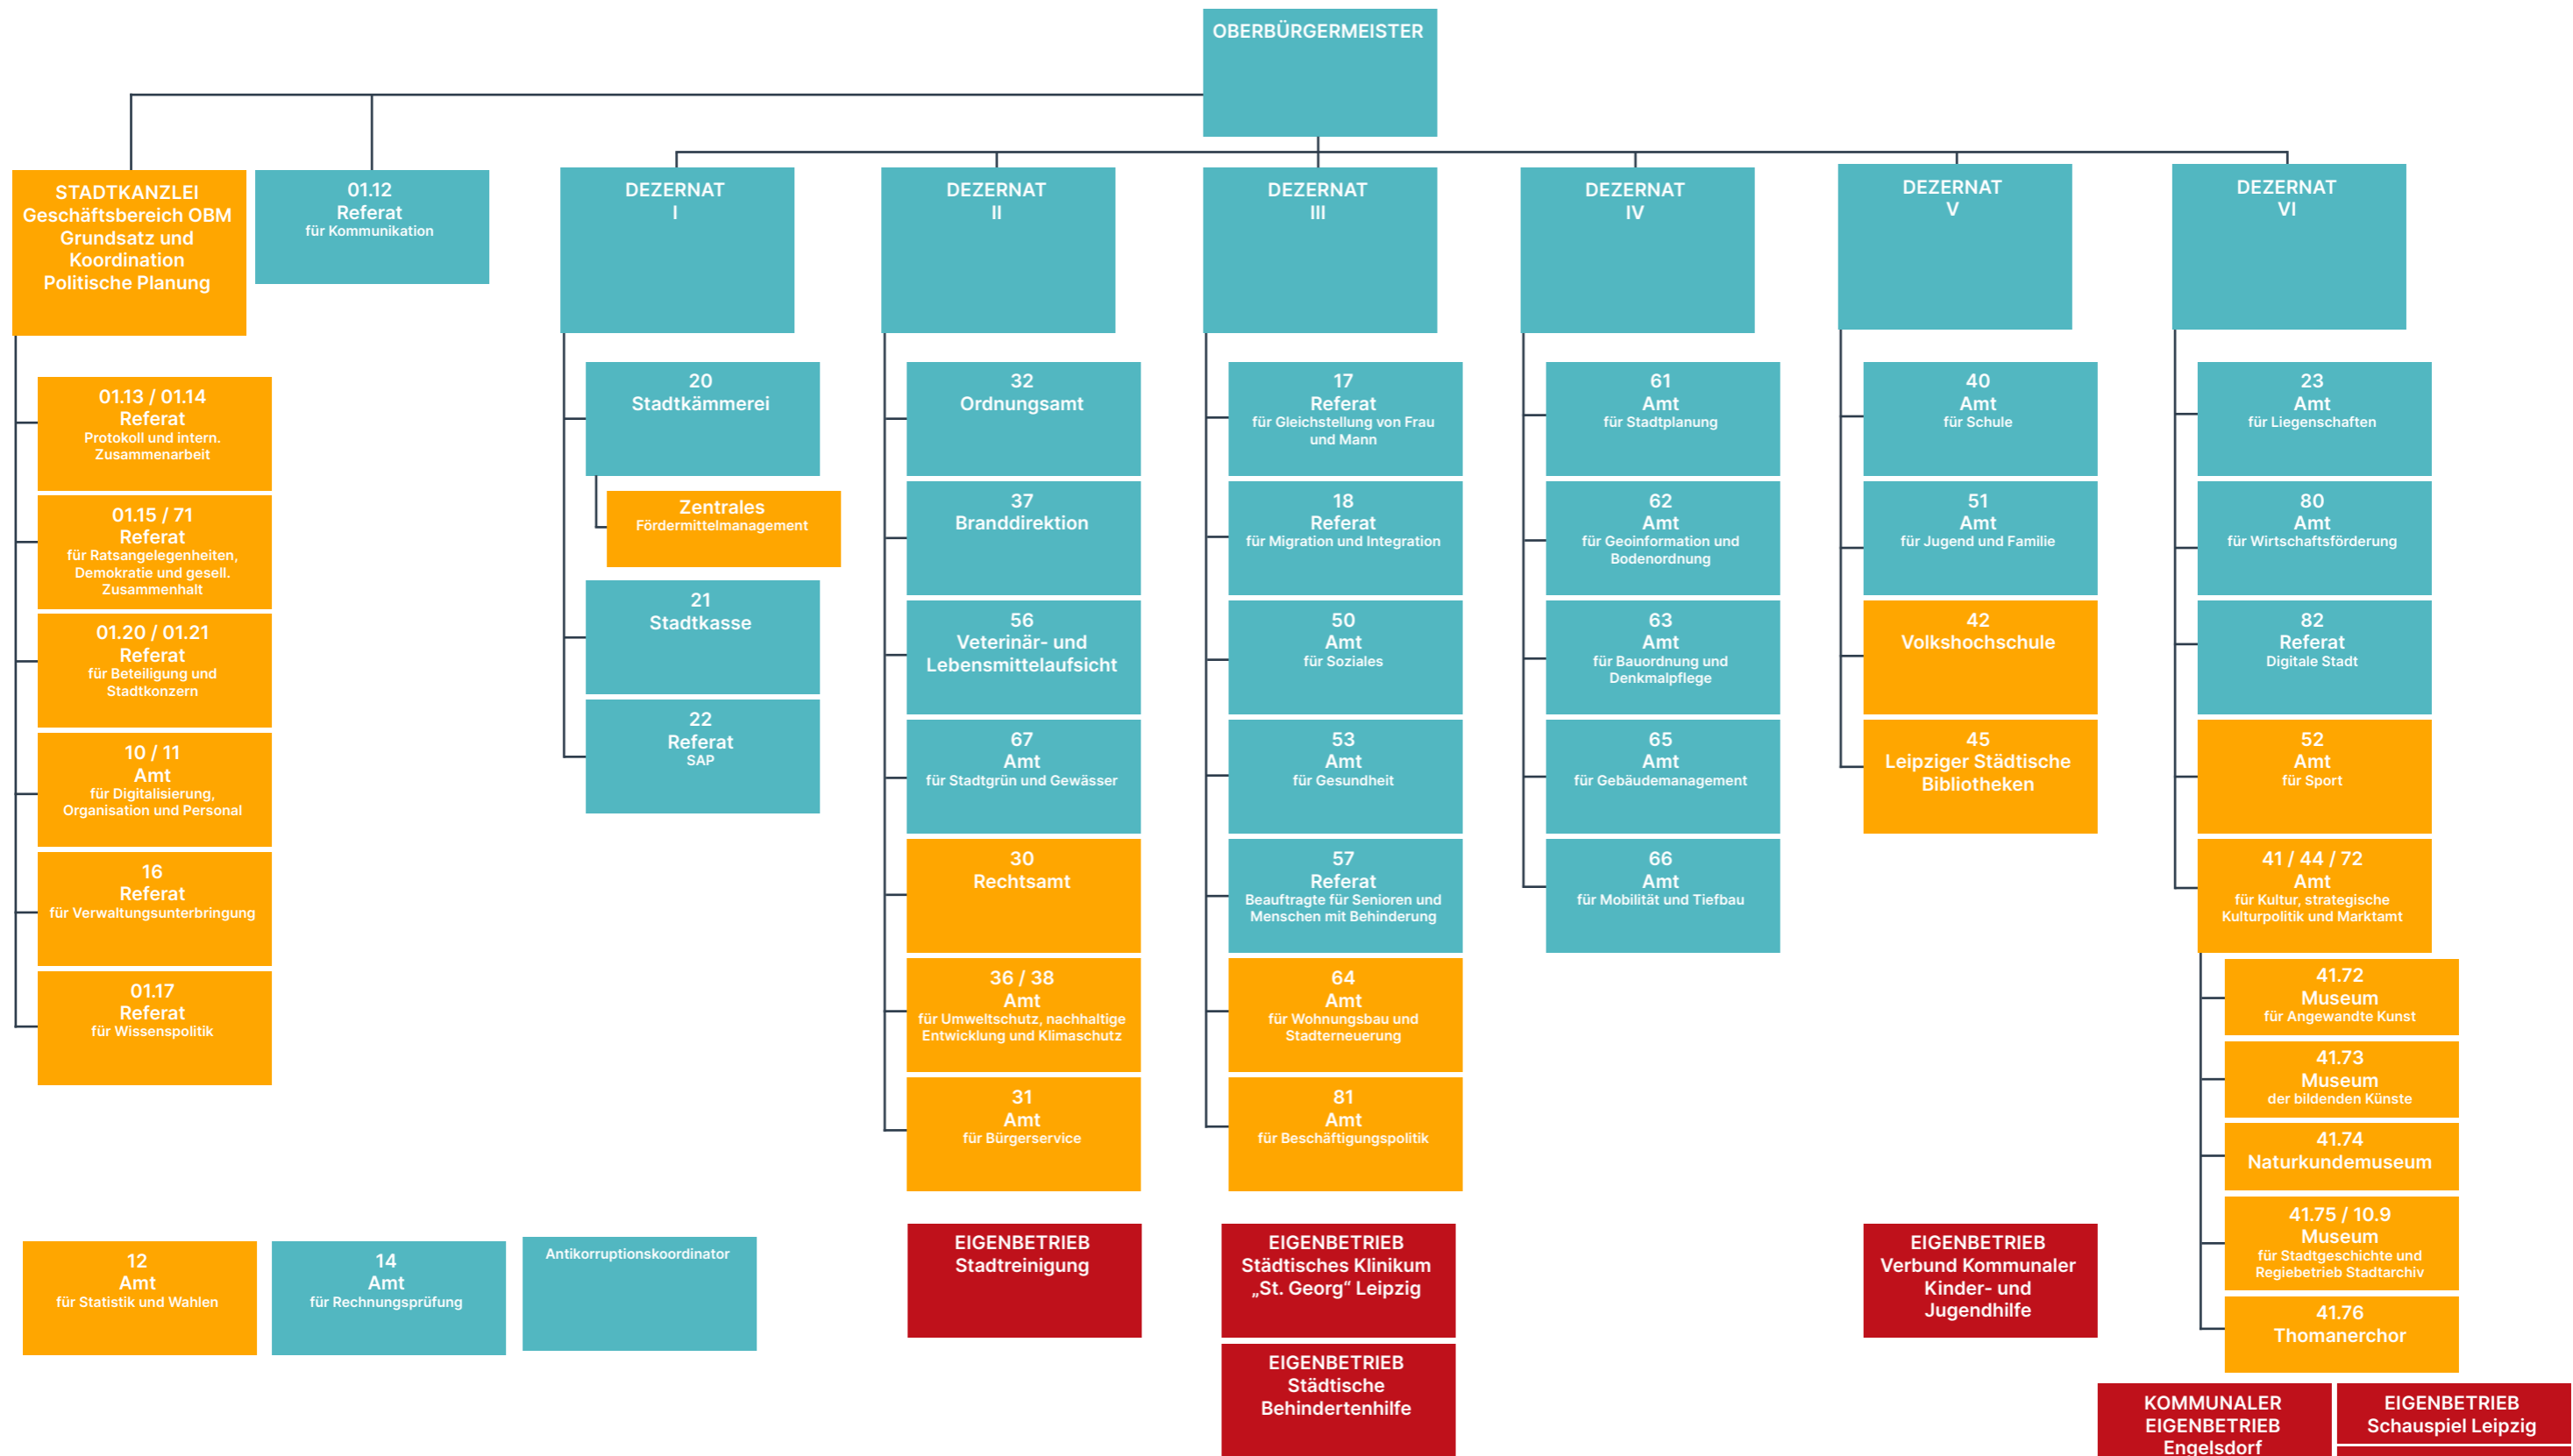 OBERBÜRGERMEISTER
STADTKANZLEI
Geschäftsbereich OBM
Grundsatz und
Koordination
Politische Planung
01.12
Referat
für Kommunikation
DEZERNAT
I
DEZERNAT
II
DEZERNAT
III
DEZERNAT
IV
DEZERNAT
V
DEZERNAT
VI
01.13 / 01.14
Referat
Protokoll und intern.
Zusammenarbeit
01.15 / 71
Referat
für Ratsangelegenheiten,
Demokratie und gesell.
Zusammenhalt
01.20 / 01.21
Referat
für Beteiligung und
Stadtkonzern
10 / 11
Amt
für Digitalisierung,
Organisation und Personal
16
Referat
für Verwaltungsunterbringung
01.17
Referat
für Wissenspolitik
20
Stadtkämmerei
Zentrales
Fördermittelmanagement
21
Stadtkasse
22
Referat
SAP
32
Ordnungsamt
37
Branddirektion
56
Veterinär- und
Lebensmittelaufsicht
67
Amt
für Stadtgrün und Gewässer
30
Rechtsamt
36 / 38
Amt
für Umweltschutz, nachhaltige
Entwicklung und Klimaschutz
31
Amt
für Bürgerservice
17
Referat
für Gleichstellung von Frau
und Mann
18
Referat
für Migration und Integration
50
Amt
für Soziales
53
Amt
für Gesundheit
57
Referat
Beauftragte für Senioren und
Menschen mit Behinderung
64
Amt
für Wohnungsbau und
Stadterneuerung
81
Amt
für Beschäftigungspolitik
61
Amt
für Stadtplanung
62
Amt
für Geoinformation und
Bodenordnung
63
Amt
für Bauordnung und
Denkmalpflege
65
Amt
für Gebäudemanagement
66
Amt
für Mobilität und Tiefbau
40
Amt
für Schule
51
Amt
für Jugend und Familie
42
Volkshochschule
45
Leipziger Städtische
Bibliotheken
23
Amt
für Liegenschaften
80
Amt
für Wirtschaftsförderung
82
Referat
Digitale Stadt
52
Amt
für Sport
41 / 44 / 72
Amt
für Kultur, strategische
Kulturpolitik und Marktamt
41.72
Museum
für Angewandte Kunst
41.73
Museum
der bildenden Künste
41.74
Naturkundemuseum
41.75 / 10.9
Museum
für Stadtgeschichte und
Regiebetrieb Stadtarchiv
41.76
Thomanerchor
12
Amt
für Statistik und Wahlen
14
Amt
für Rechnungsprüfung
Antikorruptionskoordinator
EIGENBETRIEB
Stadtreinigung
EIGENBETRIEB
Städtisches Klinikum
„St. Georg“ Leipzig
EIGENBETRIEB
Städtische
Behindertenhilfe
EIGENBETRIEB
Verbund Kommunaler
Kinder- und
Jugendhilfe
KOMMUNALER
EIGENBETRIEB
Engelsdorf
EIGENBETRIEB
Schauspiel Leipzig